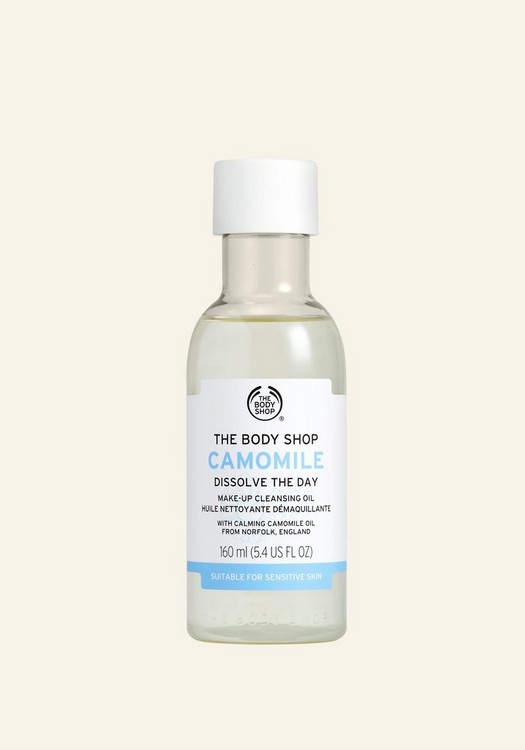 THE
BODY
SHOP
®
THE BODY SHOP
CAMOMILE
DISSOLVE THE DAY
MAKE-UP CLEANSING OIL
HUILE NETTOYANTE DÉMAQUILLANTE
WITH CALMING CAMOMILE OIL
FROM NORFOLK, ENGLAND
160 ml (5.4 US FL OZ)
SUITABLE FOR SENSITIVE SKIN